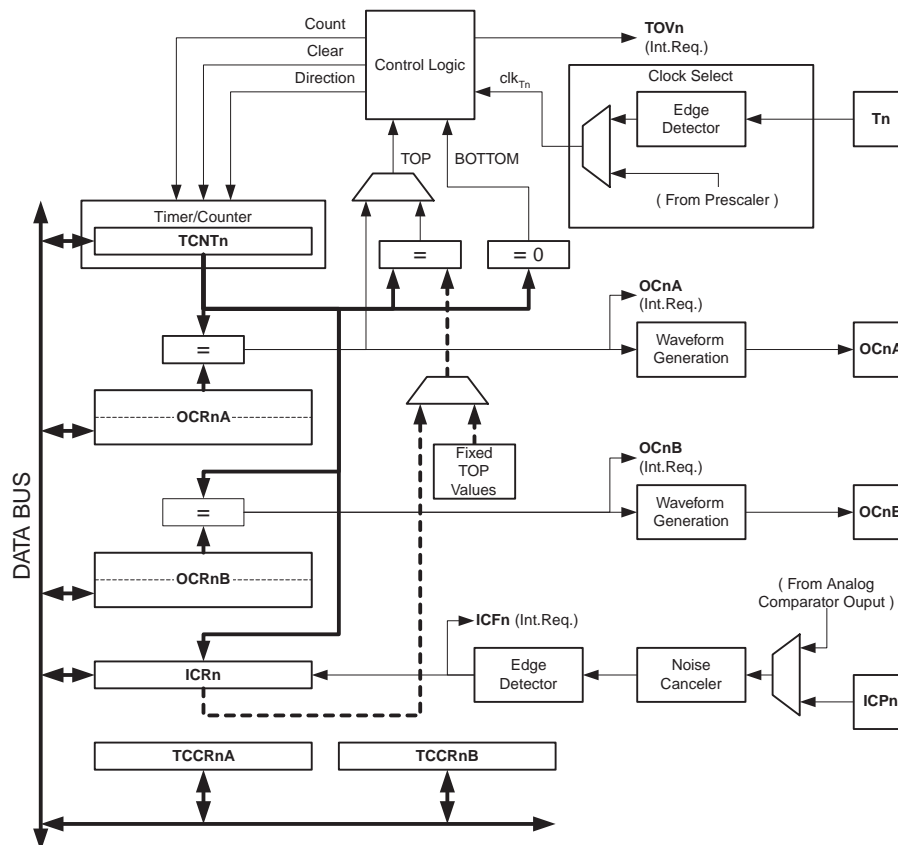 Count
Clear
Direction
Control Logic
TOVn
(Int.Req.)
clkTn
Clock Select
Edge
Detector
Tn
( From Prescaler )
TOP
BOTTOM
Timer/Counter
TCNTn
=
= 0
OCnA
(Int.Req.)
=
Waveform
Generation
OCnA
OCRnA
Fixed
TOP
Values
OCnB
(Int.Req.)
=
Waveform
Generation
OCnB
OCRnB
DATA BUS
( From Analog
Comparator Ouput )
ICFn (Int.Req.)
ICRn
Edge
Detector
Noise
Canceler
ICPn
TCCRnA
TCCRnB